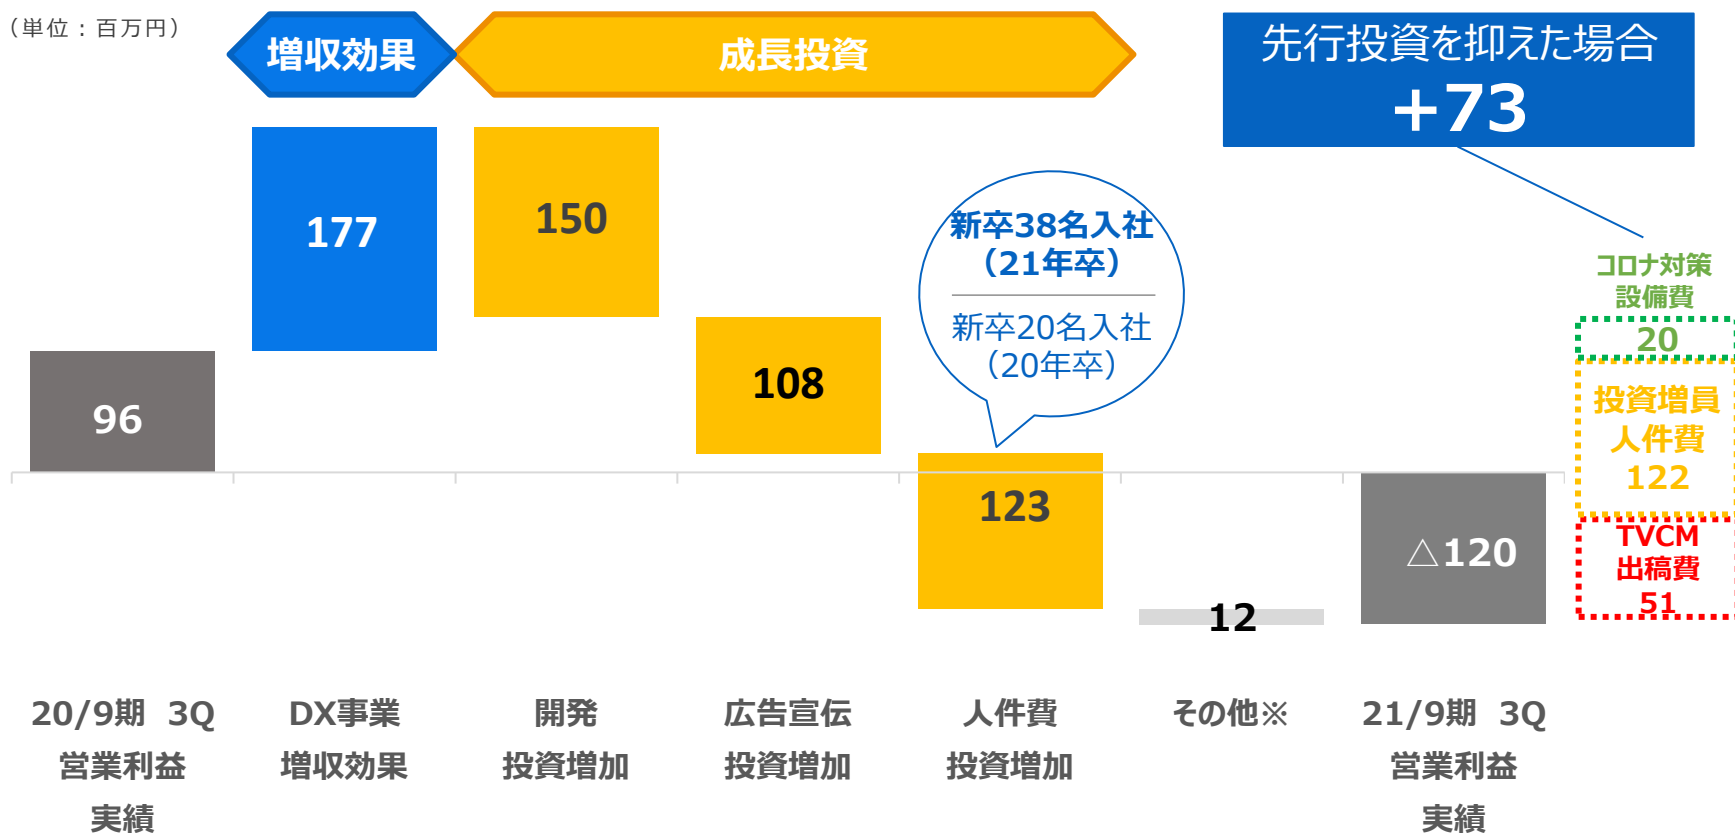 （単位：百万円）
増収効果
成長投資
先行投資を抑えた場合
+73
177
150
新卒38名入社
（21年卒）
新卒20名入社
（20年卒）
コロナ対策
設備費
20
108
96
投資増員
人件費
122
123
TVCM
出稿費
51
△120
12
20/9期 3Q
営業利益
実績
DX事業
増収効果
開発
投資増加
広告宣伝
投資増加
人件費
投資増加
その他※
21/9期 3Q
営業利益
実績